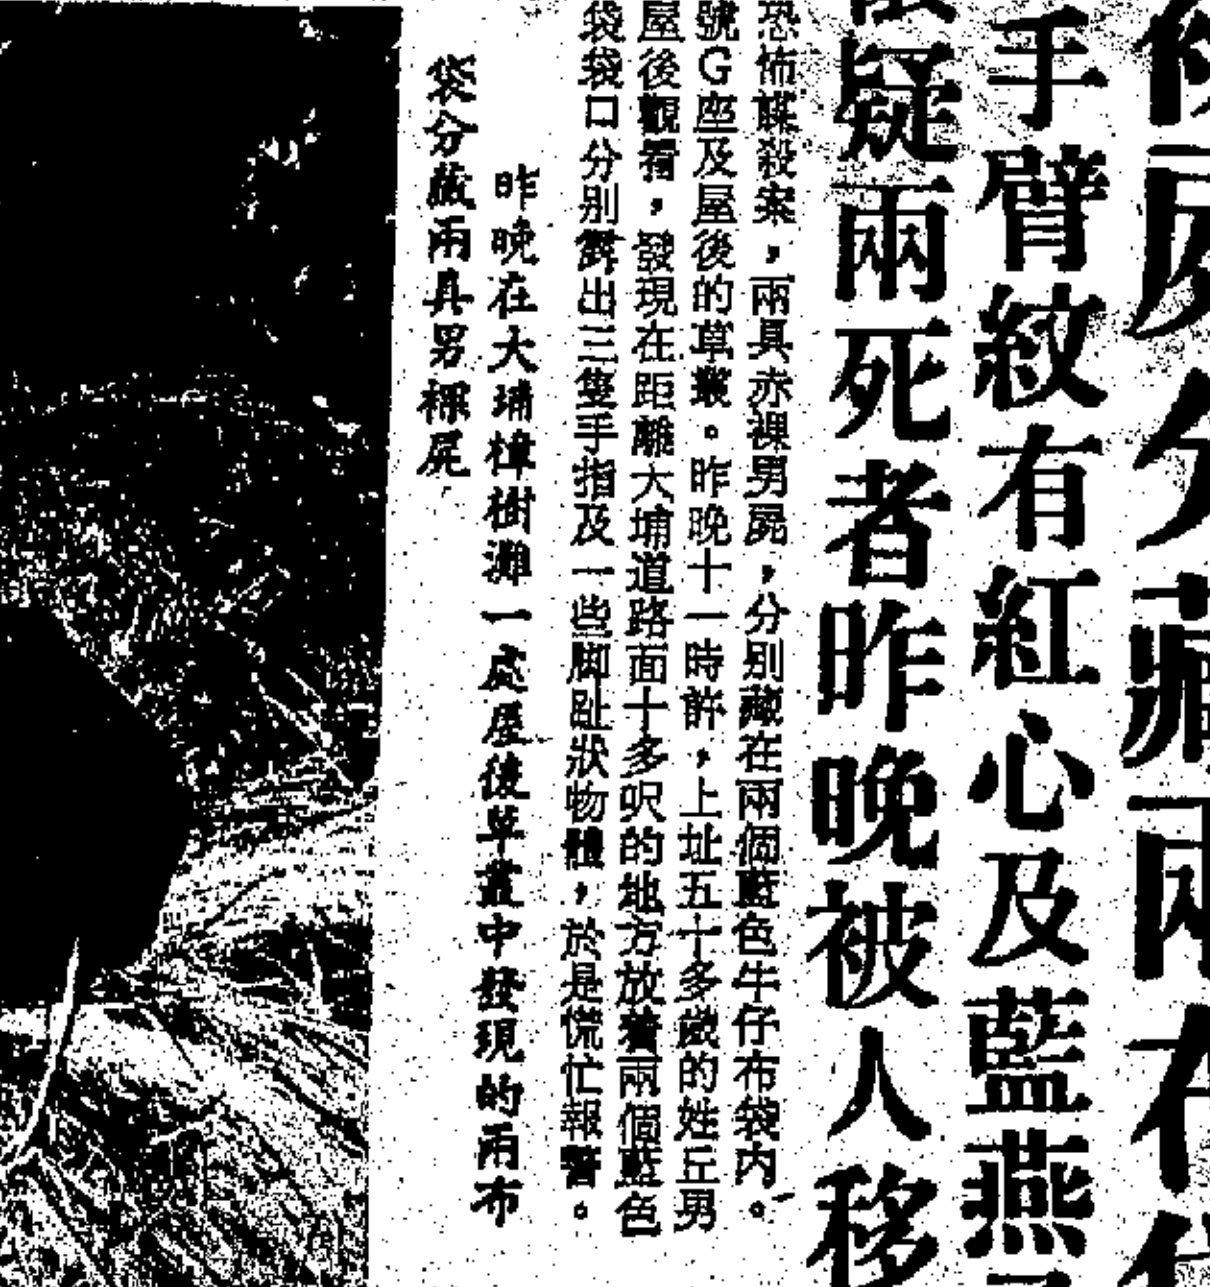 屍分藏兩布
手臂紋有紅心及藍燕
疑兩死者昨晚被人移
恐怖謀殺案，兩具赤裸男屍，分別藏在兩個藍色牛仔布袋內。
號G座及屋後的草叢。昨晚十一時許，上址五十多歲的姓丘男
屋後觀看，發現在距離大埔道路面十多呎的地方放着兩個藍色
袋袋口分別露出三隻手指及一些脚趾狀物體，於是慌忙報警。
昨晚在大埔樟樹灘一處屋後草叢中發現的兩布
袋分藏兩具男裸屍